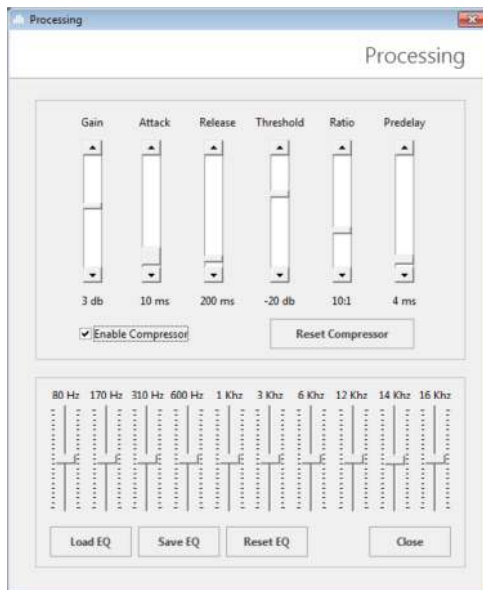 Processing
Processing
Gain Attack Release Threshold Ratio Predelay
3 db 10 ms 200 ms -20 db 10:1 4 ms
Enable Compressor Reset Compressor
80 Hz 170 Hz 310 Hz 600 Hz 1 Khz 3 Khz 6 Khz 12 Khz 14 Khz 16 Khz
Load EQ Save EQ Reset EQ Close